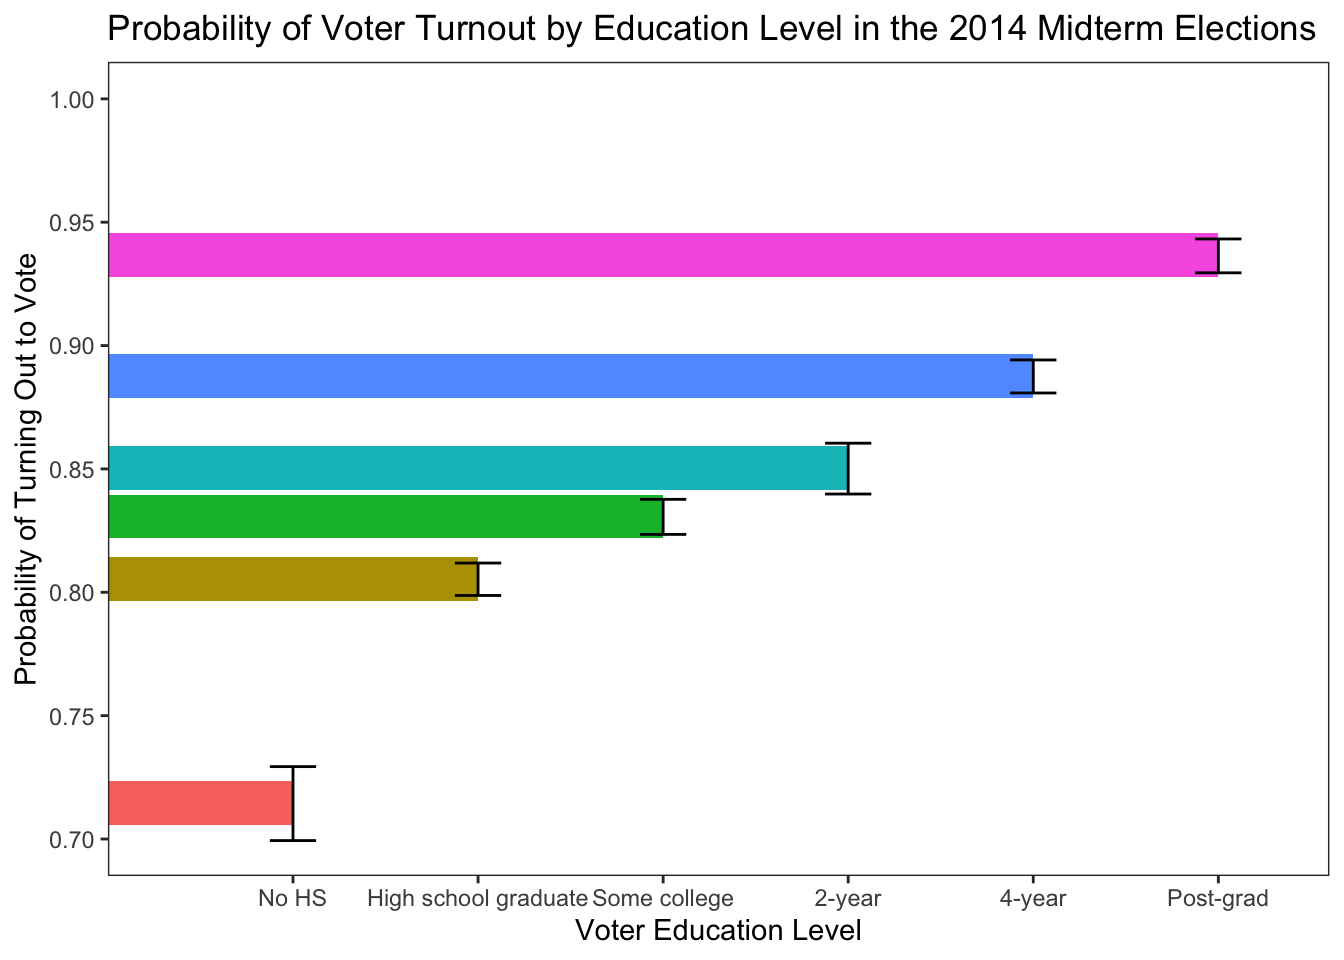 Probability of Voter Turnout by Education Level in the 2014 Midterm Elections
Probability of Turning Out to Vote
1.00
0.95
0.90
0.85
0.80
0.75
0.70
No HS High school graduate Some college 2-year 4-year Post-grad
Voter Education Level